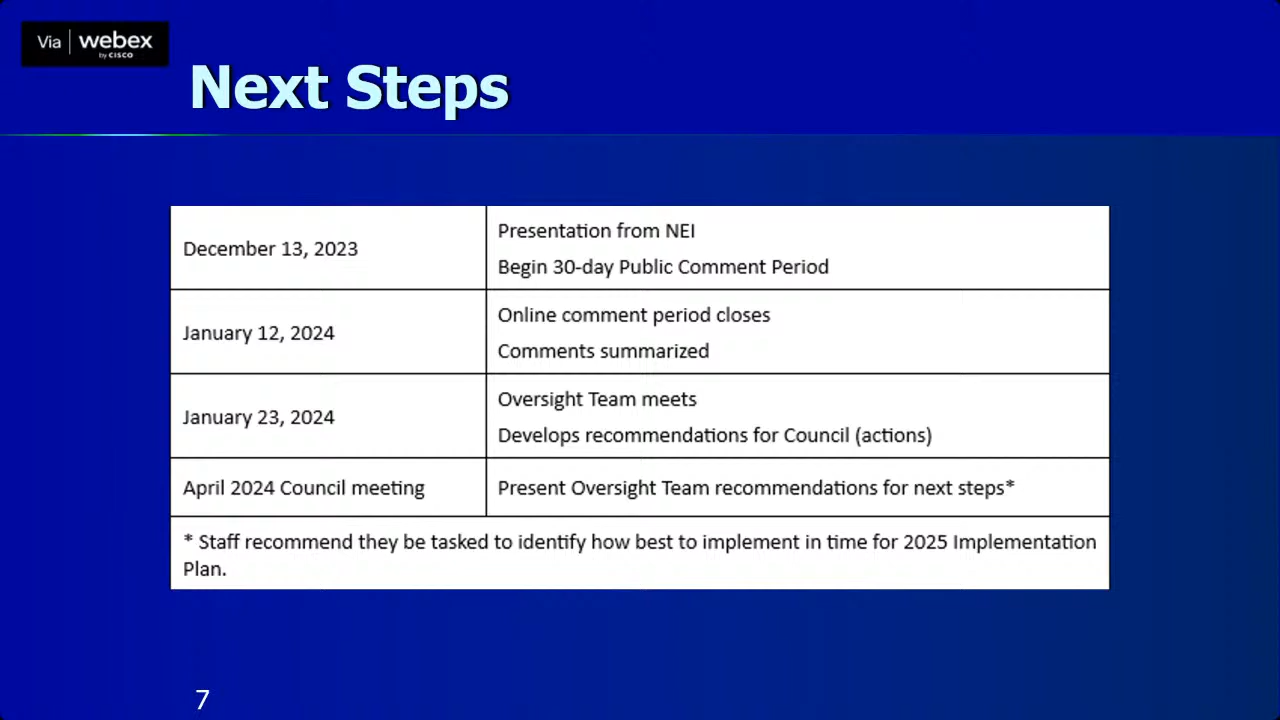 Via | webex
by CISCO
Next Steps
December 13, 2023
Presentation from NEI
Begin 30-day Public Comment Period
January 12, 2024
Online comment period closes
Comments summarized
January 23, 2024
Oversight Team meets
Develops recommendations for Council (actions)
April 2024 Council meeting
Present Oversight Team recommendations for next steps*
* Staff recommend they be tasked to identify how best to implement in time for 2025 Implementation
Plan.
7